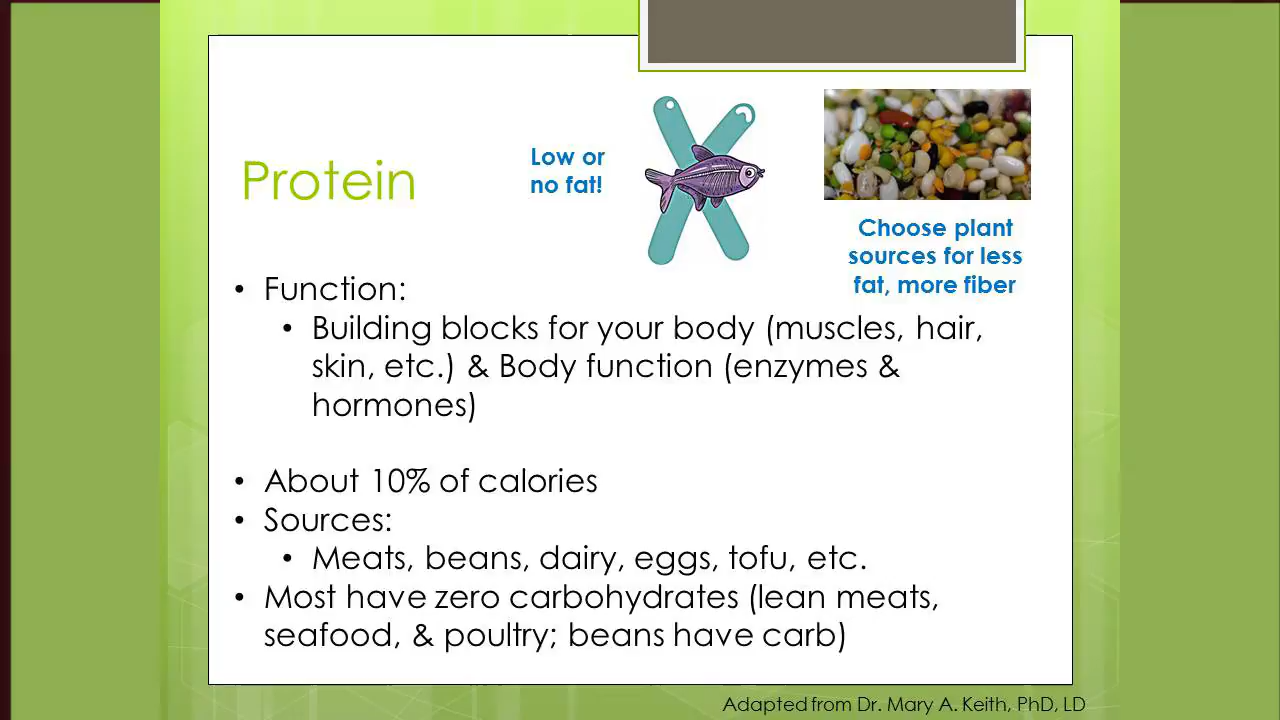 Protein
Low or
no fat!
Choose plant
sources for less
fat, more fiber
• Function:
• Building blocks for your body (muscles, hair,
skin, etc.) & Body function (enzymes &
hormones)
• About 10% of calories
• Sources:
• Meats, beans, dairy, eggs, tofu, etc.
• Most have zero carbohydrates (lean meats,
seafood, & poultry; beans have carb)
Adapted from Dr. Mary A. Keith, PhD, LD